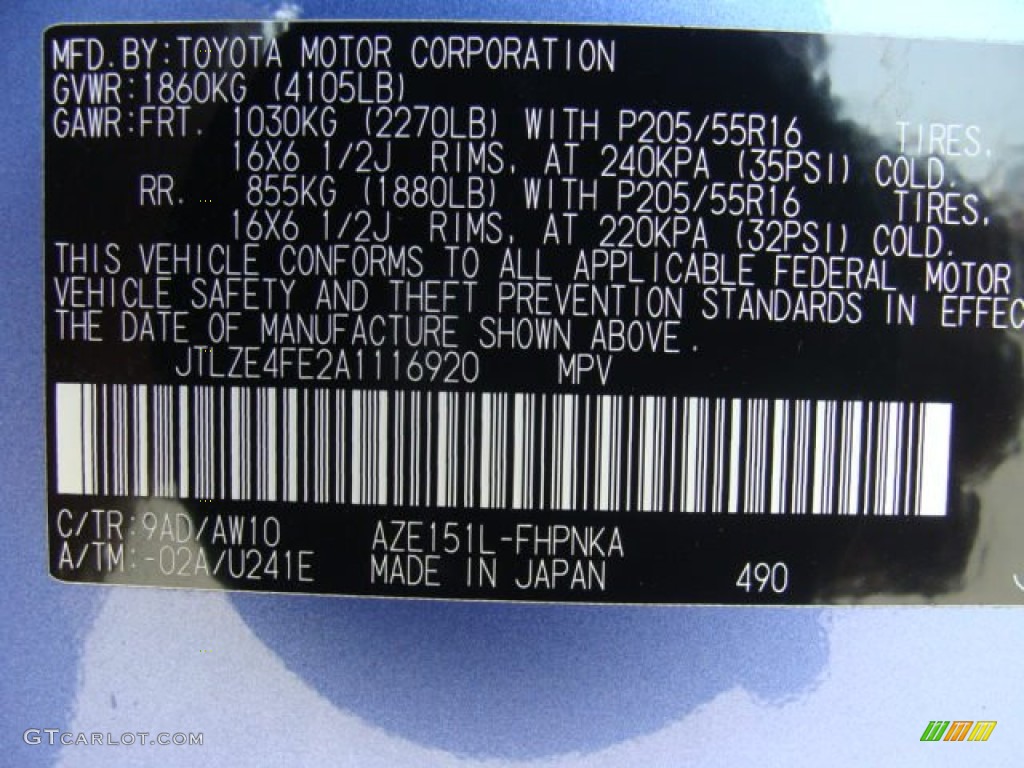 MFD.BY:TOYOTA MOTOR CORPORATION
GVWR:1860KG (4105LB)
GAWR:FRT. 1030KG (2270LB) WITH P205/55R16 TIRES,
16X6 1/2J RIMS, AT 240KPA (35PSI) COLD.
RR. 855KG (1880LB) WITH P205/55R16 TIRES,
16X6 1/2J RIMS, AT 220KPA (32PSI) COLD.
THIS VEHICLE CONFORMS TO ALL APPLICABLE FEDERAL MOTOR
VEHICLE SAFETY AND THEFT PREVENTION STANDARDS IN EFFEC
THE DATE OF MANUFACTURE SHOWN ABOVE.
JTLZE4FE2A1116920 MPV
C/TR:9AD/AW10 AZE151L-FHPNKA
A/TM:-02A/U241E MADE IN JAPAN 490
GTCARLOT.COM